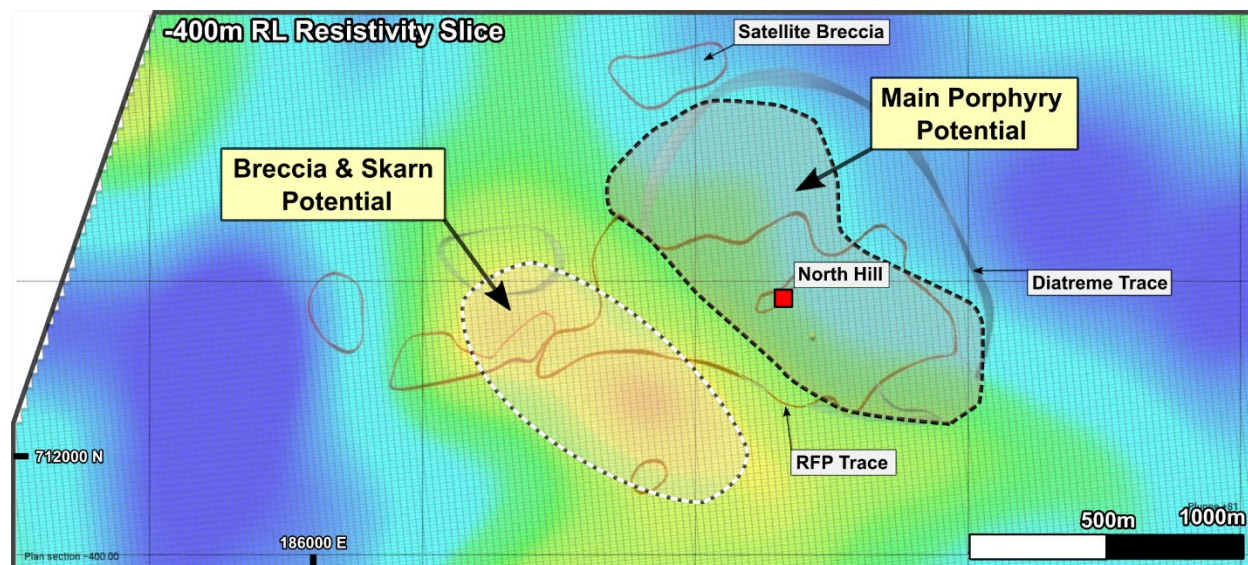 -400m RL Resistivity Slice
Satellite Breccia
Main Porphyry
Potential
Breccia & Skarn
Potential
North Hill
Diatreme Trace
RFP Trace
712000 N
186000 E
500m
1000m
Plan section -400.00